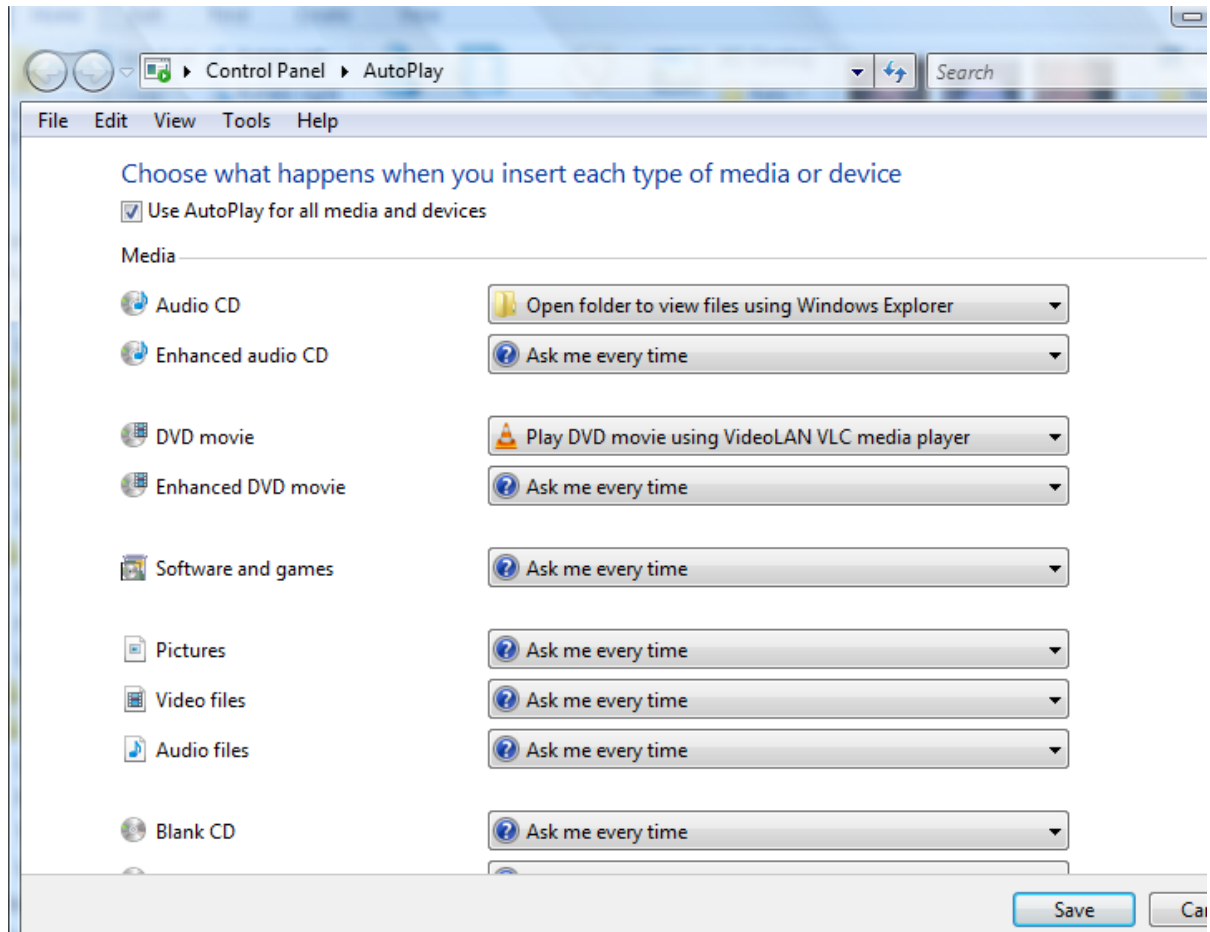 Control Panel AutoPlay
Search
File Edit View Tools Help
Choose what happens when you insert each type of media or device
Use AutoPlay for all media and devices
Media
Audio CD Open folder to view files using Windows Explorer
Enhanced audio CD Ask me every time
DVD movie Play DVD movie using VideoLAN VLC media player
Enhanced DVD movie Ask me every time
Software and games Ask me every time
Pictures Ask me every time
Video files Ask me every time
Audio files Ask me every time
Blank CD Ask me every time
Save